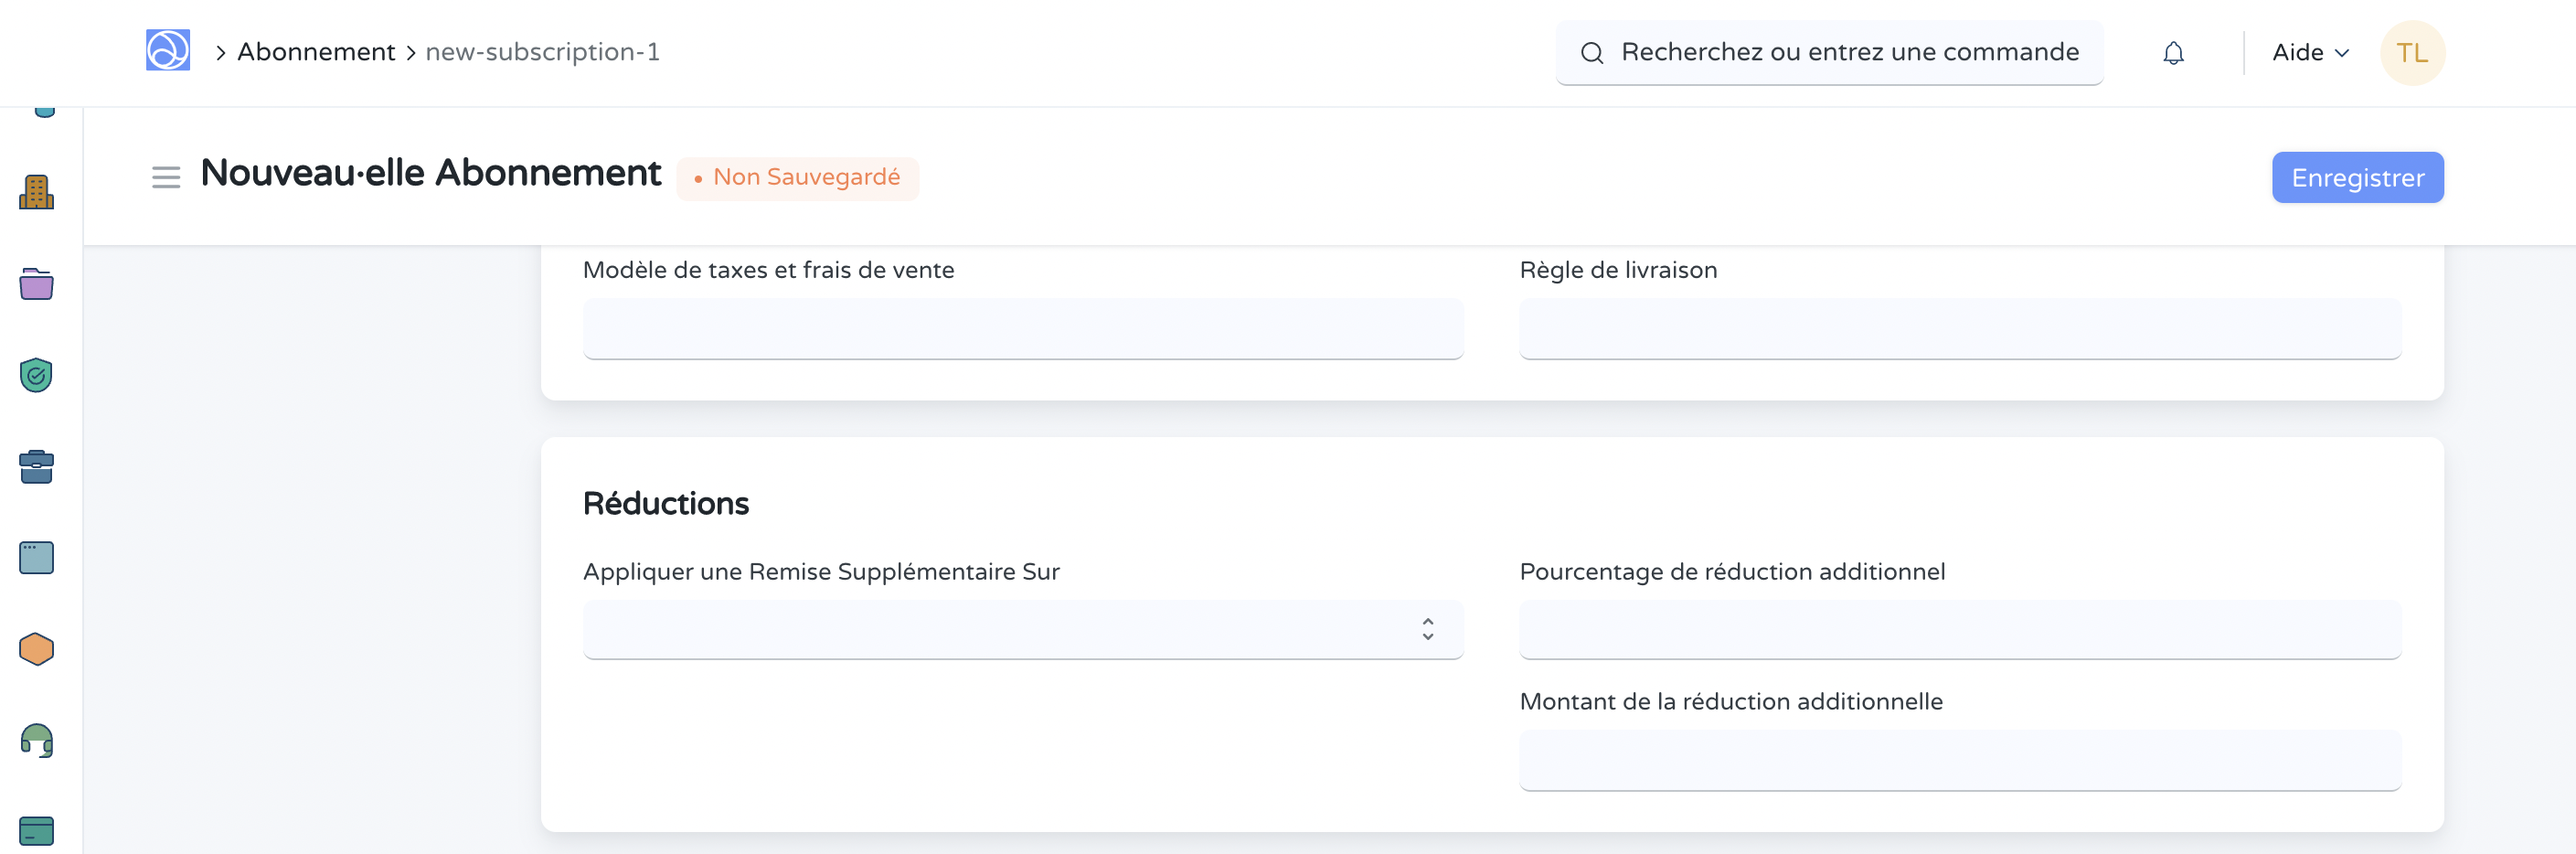 Abonnement
new-subscription-1
Recherchez ou entrez une commande
Aide
TL
Nouveau·elle Abonnement
Non Sauvegardé
Enregistrer
Modèle de taxes et frais de vente
Règle de livraison
Réductions
Appliquer une Remise Supplémentaire Sur
Pourcentage de réduction additionnel
Montant de la réduction additionnelle